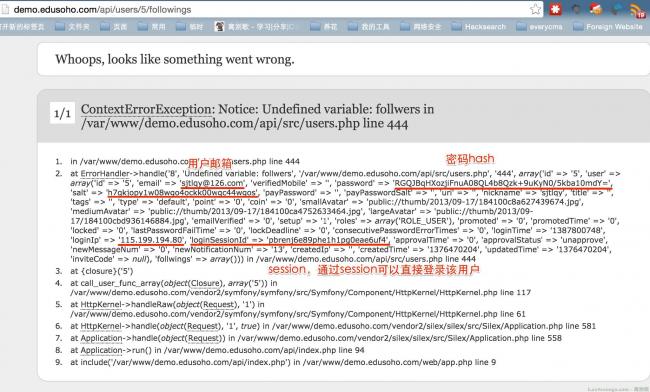 demo.edusoho.com/api/users/5/followings
打开新的标签页 文件夹 页面 常用 临时 离别歌 - 学习|分享|C 养花 我的工具 网络安全 Hacksearch everycms Foreign Website
Whoops, looks like something went wrong.
1/1 ContextErrorException: Notice: Undefined variable: follwers in
/var/www/demo.edusoho.com/api/src/users.php line 444
用户邮箱
密码hash
1. in /var/www/demo.edusoho.co users.php line 444
2. at ErrorHandler->handle('8', 'Undefined variable: follwers', '/var/www/demo.edusoho.com/api/src/users.php', '444', array('id' => '5', 'user' =>
array('id' => '5', 'email' => 'sjtlqy@126.com', 'verifiedMobile' => '', 'password' => 'RGQJBqHXozjiFnuA08QL4b8Qzk+9uKyN0/5kba10mdY=',
'salt' => 'h7qkjopy1w08wgo4ockk00wgc44wgos', 'payPassword' => '', 'payPasswordSalt' => '', 'uri' => '', 'nickname' => 'sjtlqy', 'title' => '',
'tags' => '', 'type' => 'default', 'point' => '0', 'coin' => '0', 'smallAvatar' => 'public://thumb/2013/09-17/184100c8a627439674.jpg',
'mediumAvatar' => 'public://thumb/2013/09-17/184100ca4752633464.jpg', 'largeAvatar' => 'public://thumb/2013/09-
17/184100cbd936146884.jpg', 'emailVerified' => '0', 'setup' => '1', 'roles' => array('ROLE_USER'), 'promoted' => '0', 'promotedTime' => '0',
'locked' => '0', 'lastPasswordFailTime' => '0', 'lockDeadline' => '0', 'consecutivePasswordErrorTimes' => '0', 'loginTime' => '1387800748',
'loginIp' => '115.199.194.80', 'loginSessionId' => 'pbrenj6e89phe1h1pg0eae6uf4', 'approvalTime' => '0', 'approvalStatus' => 'unapprove',
'newMessageNum' => '0', 'newNotificationNum' => '13', 'createdIp' => '', 'createdTime' => '1376470204', 'updatedTime' => '1376470204',
'inviteCode' => null), 'follwings' => array())) in /var/www/demo.edusoho.com/api/src/users.php line 444
session，通过session可以直接登录该用户
3. at {closure}('5')
4. at call_user_func_array(object(Closure), array('5')) in
/var/www/demo.edusoho.com/vendor2/symfony/symfony/src/Symfony/Component/HttpKernel/HttpKernel.php line 117
5. at HttpKernel->handleRaw(object(Request), '1') in
/var/www/demo.edusoho.com/vendor2/symfony/symfony/src/Symfony/Component/HttpKernel/HttpKernel.php line 61
6. at HttpKernel->handle(object(Request), '1', true) in /var/www/demo.edusoho.com/vendor2/silex/silex/src/Silex/Application.php line 581
7. at Application->handle(object(Request)) in /var/www/demo.edusoho.com/vendor2/silex/silex/src/Silex/Application.php line 558
8. at Application->run() in /var/www/demo.edusoho.com/api/index.php line 94
9. at include('/var/www/demo.edusoho.com/api/index.php') in /var/www/demo.edusoho.com/web/app.php line 9